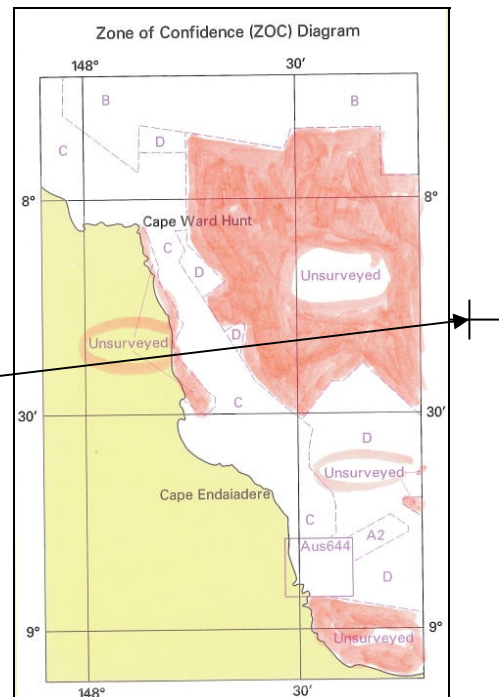 Zone of Confidence (ZOC) Diagram
148° 30′
B B
D
C
8° 8°
Cape Ward Hunt
C
D
Unsurveyed
D
Unsurveyed
C
30′ 30′
D
Unsurveyed
Cape Endaiadere
C
A2
Aus644
D
9° 9°
Unsurveyed
148° 30′